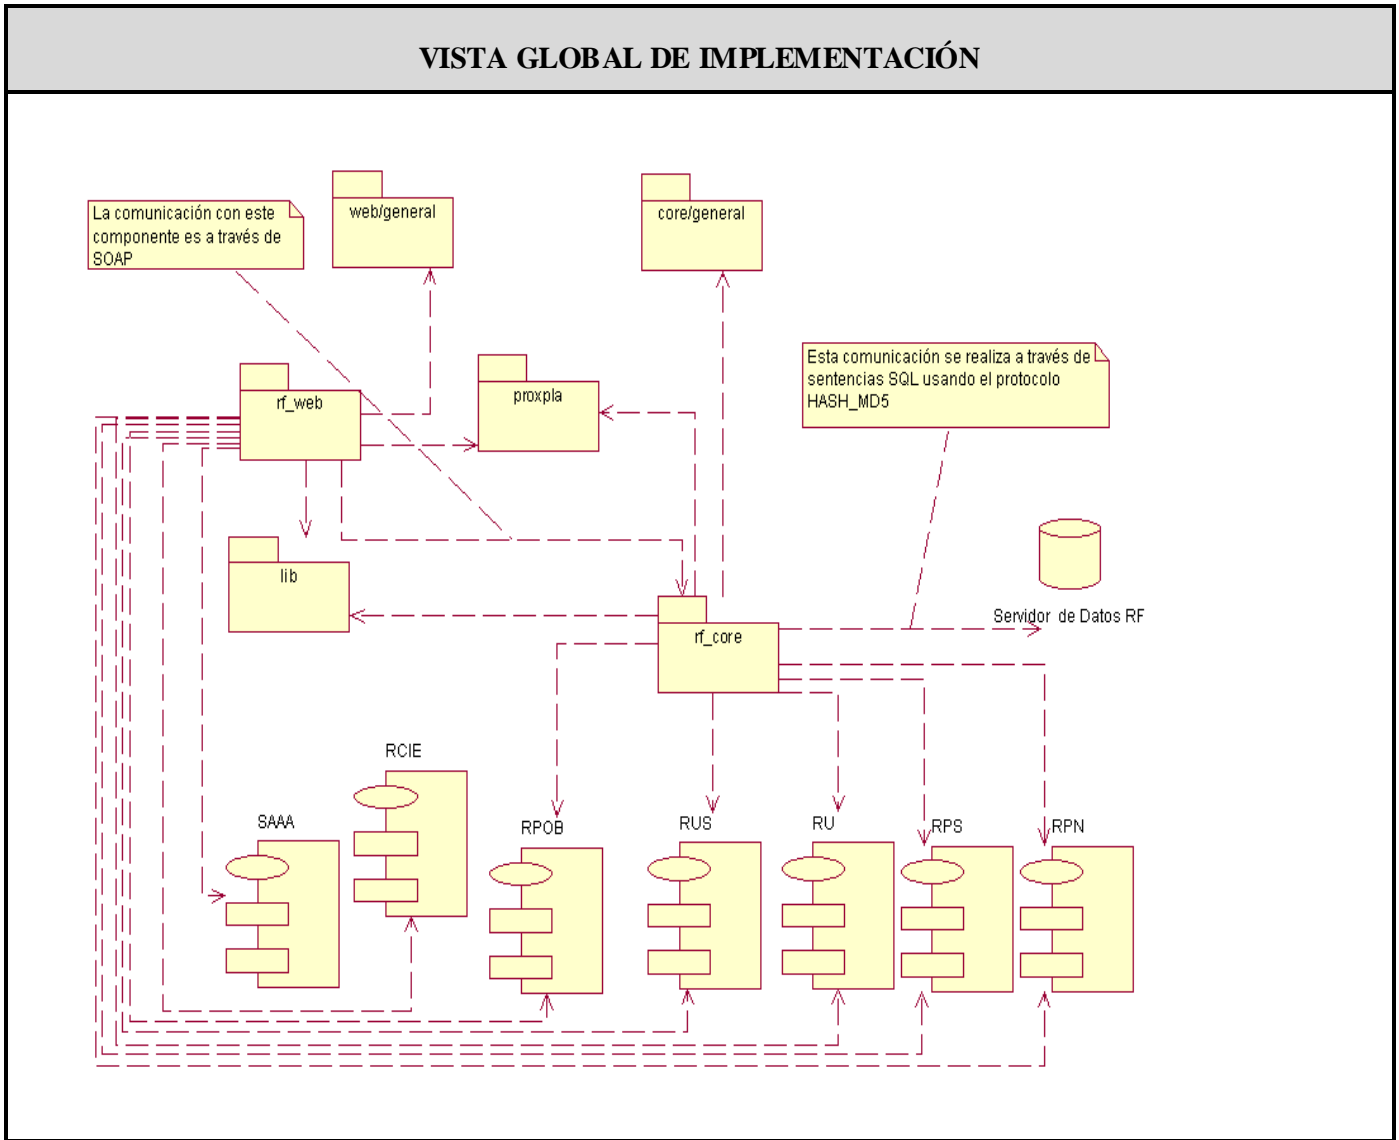 VISTA GLOBAL DE IMPLEMENTACIÓN
La comunicación con este
componente es a través de
SOAP
web/general
core/general
Esta comunicación se realiza a través de
sentencias SQL usando el protocolo
HASH_MD5
rf_web
proxpla
lib
Servidor de Datos RF
rf_core
RCIE
SAAA
RPOB
RUS
RU
RPS
RPN